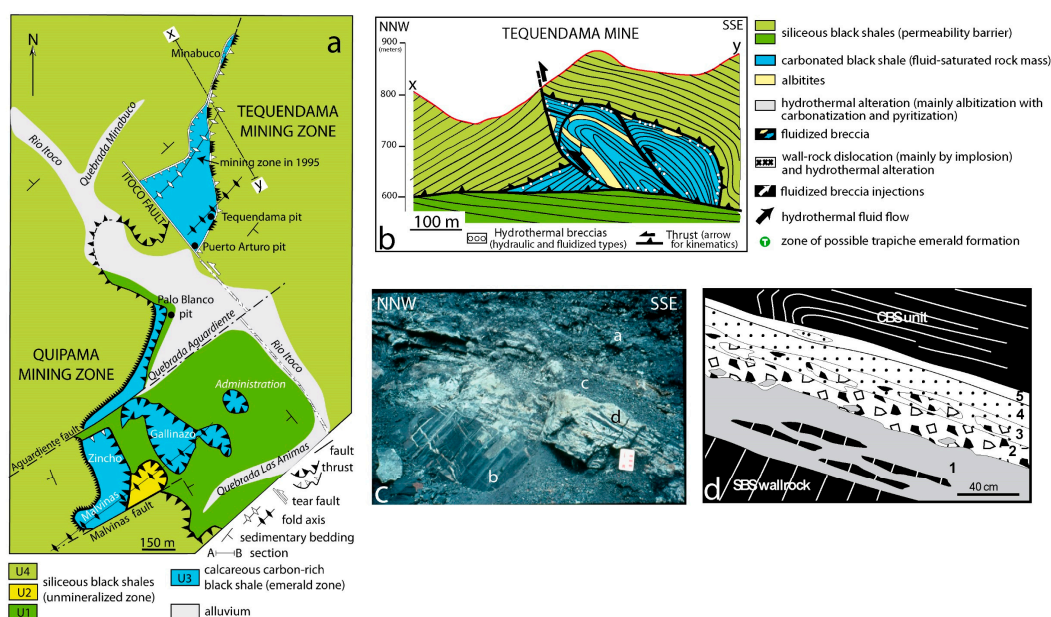 a
N
x
Minabuco
TEQUENDAMA
MINING ZONE
Rio Itoco
Quebrada Minabuco
mining zone in 1995
ITOCO FAULT
y
Tequendama pit
Puerto Arturo pit
Palo Blanco
pit
QUIPAMA
MINING ZONE
Quebrada Aguardiente
Rio Itoco
Administration
Aguardiente fault
Gallinazo
Zincho
Quebrada Las Animas
Malvinas
Malvinas fault
150 m
fault
thrust
tear fault
fold axis
sedimentary bedding
A B section
U4
U2
U1
siliceous black shales
(unmineralized zone)
U3
calcareous carbon-rich
black shale (emerald zone)
alluvium
NNW
TEQUENDAMA MINE
SSE
900
(meters)
800
700
600
x
y
100 m
b
Hydrothermal breccias
(hydraulic and fluidized types)
Thrust (arrow
for kinematics)
siliceous black shales (permeability barrier)
carbonated black shale (fluid-saturated rock mass)
albitites
hydrothermal alteration (mainly albitization with
carbonatization and pyritization)
fluidized breccia
wall-rock dislocation (mainly by implosion)
and hydrothermal alteration
fluidized breccia injections
hydrothermal fluid flow
T zone of possible trapiche emerald formation
NNW
SSE
a
c
d
b
c
CBS unit
5
4
3
2
1
SBS wallrock
40 cm
d